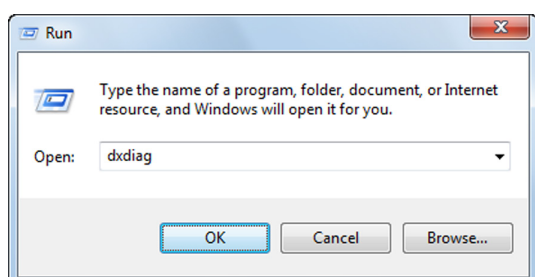 Run
Type the name of a program, folder, document, or Internet
resource, and Windows will open it for you.
Open: dxdiag
OK Cancel Browse...